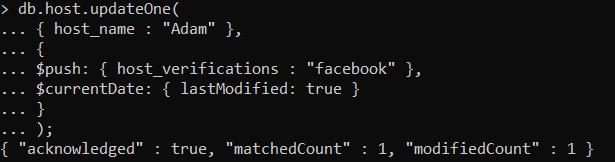 > db.host.updateOne(
... { host_name : "Adam" },
... {
... $push: { host_verifications : "facebook" },
... $currentDate: { lastModified: true }
... }
... );
{ "acknowledged" : true, "matchedCount" : 1, "modifiedCount" : 1 }